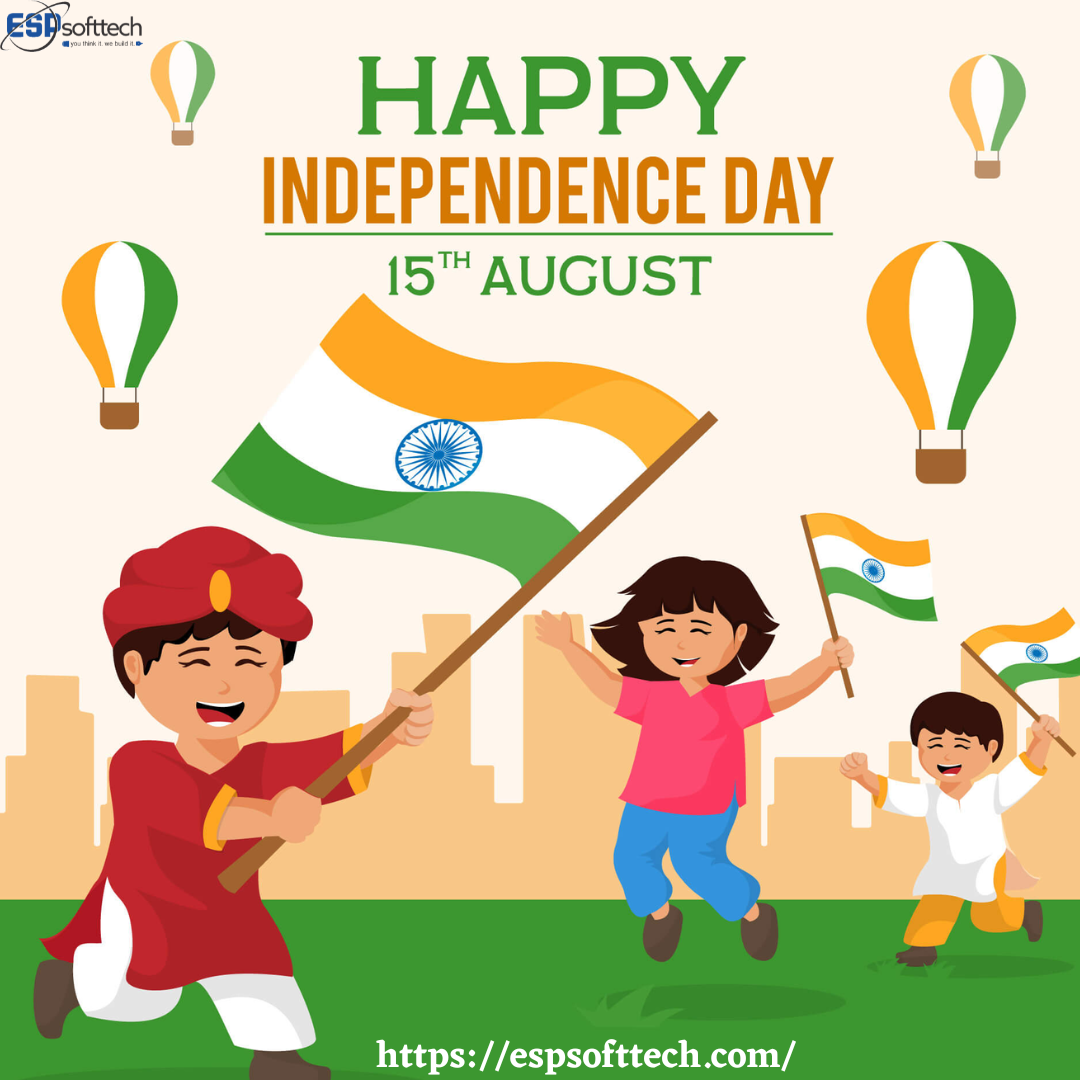 ESPsofttech
you think it. we build it.
HAPPY
INDEPENDENCE DAY
15TH AUGUST
https://espsofttech.com/